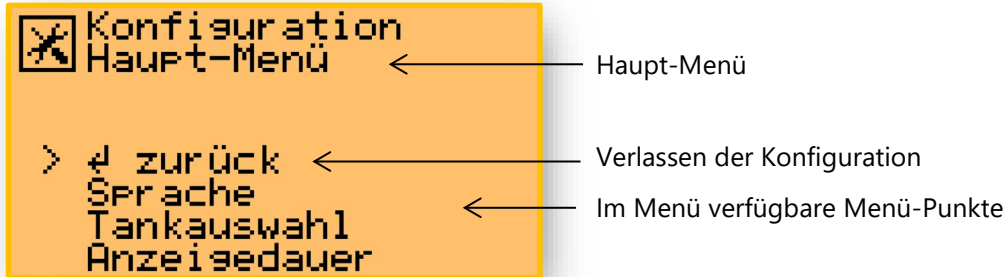 Konfiguration
Haupt-Menü
Haupt-Menü
> ↲ zurück
Verlassen der Konfiguration
Sprache
Im Menü verfügbare Menü-Punkte
Tankauswahl
Anzeigedauer